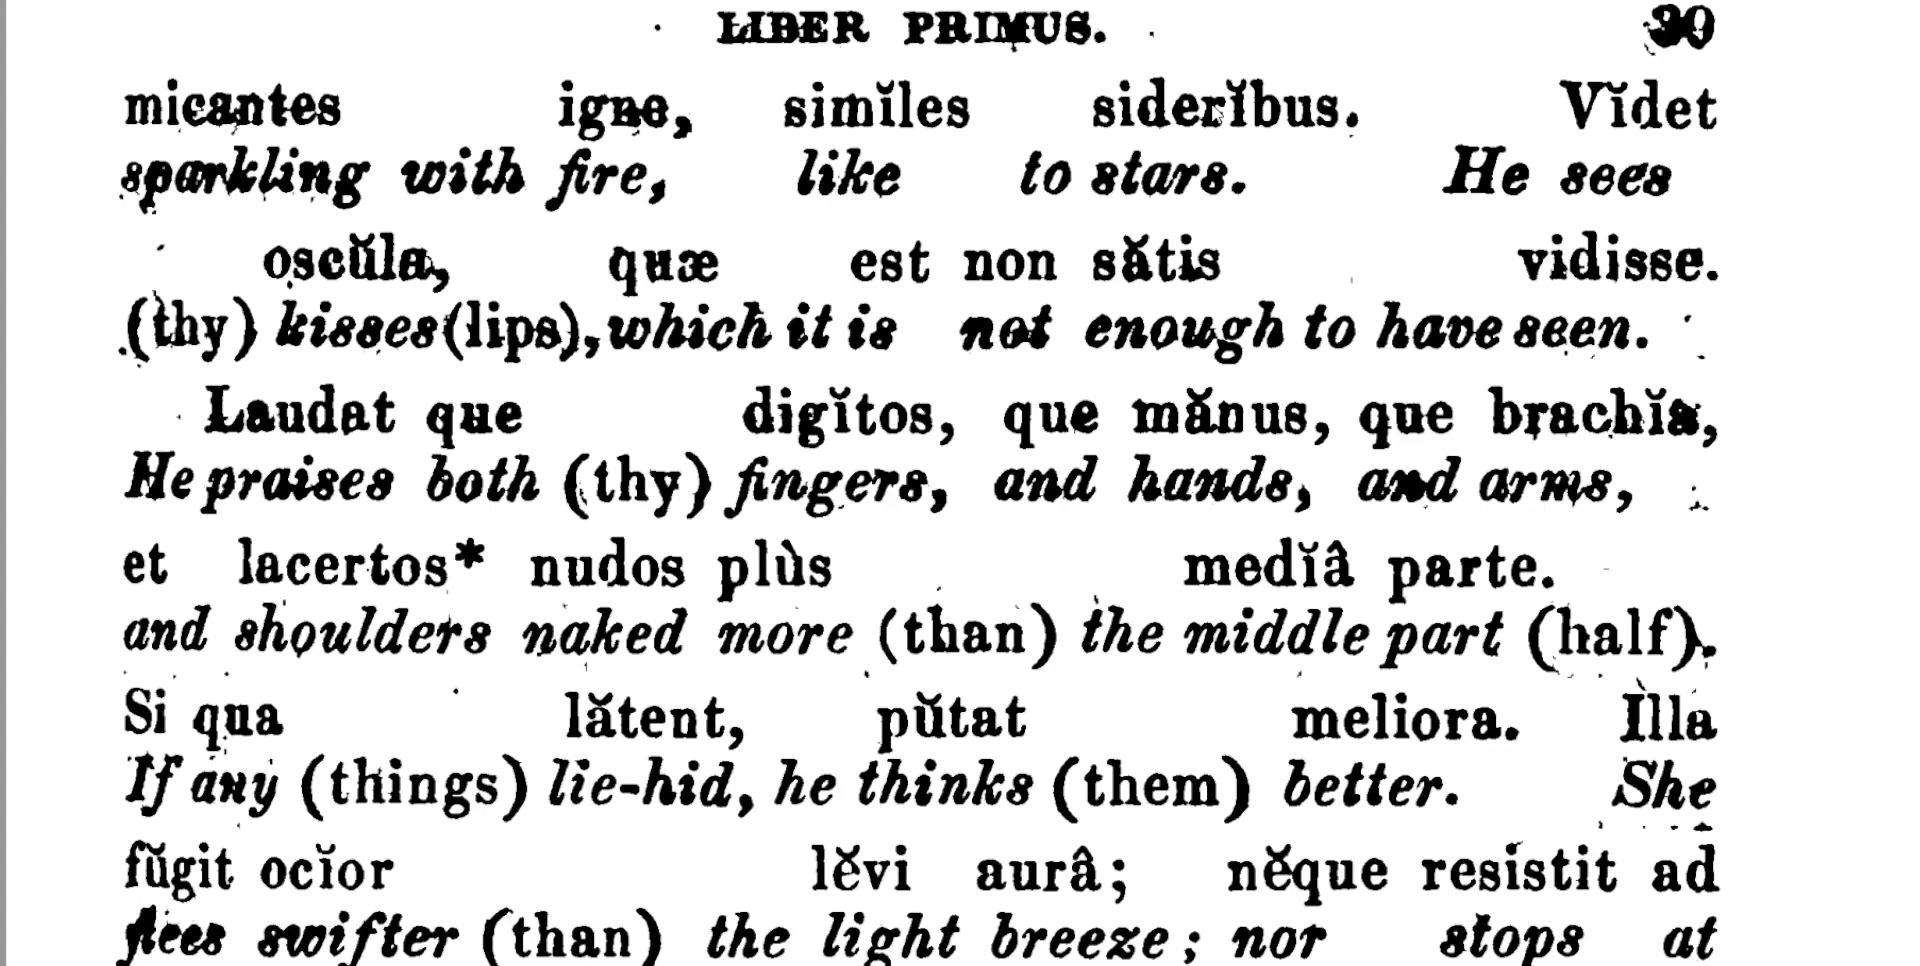 LIBER PRIMUS. 30
micantes igne, simĭles siderĭbus. Vĭdet
sparkling with fire, like to stars. He sees
oscŭla, quæ est non sătis vidisse.
(thy) kisses (lips), which it is not enough to have seen.
Laudat que digĭtos, que mănus, que brachĭa,
He praises both (thy) fingers, and hands, and arms,
et lacertos* nudos plùs medĭâ parte.
and shoulders naked more (than) the middle part (half).
Si qua lătent, pŭtat meliora. Illa
If any (things) lie-hid, he thinks (them) better. She
fŭgit ocĭor lĕvi aurâ; nĕque resistit ad
flees swifter (than) the light breeze; nor stops at